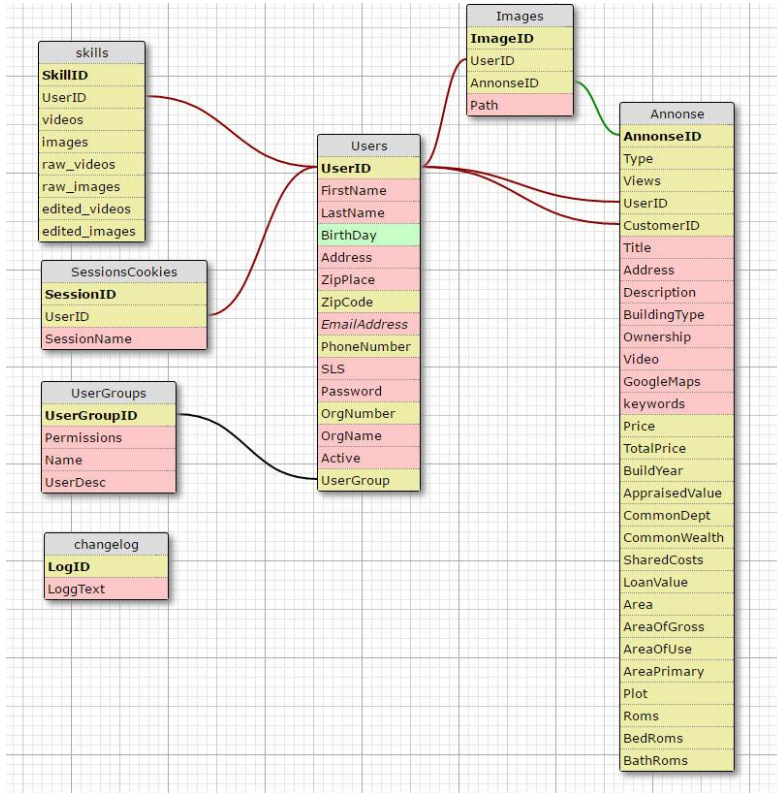 skills
SkillID
UserID
videos
images
raw_videos
raw_images
edited_videos
edited_images
SessionsCookies
SessionID
UserID
SessionName
UserGroups
UserGroupID
Permissions
Name
UserDesc
changelog
LogID
LoggText
Users
UserID
FirstName
LastName
BirthDay
Address
ZipPlace
ZipCode
EmailAddress
PhoneNumber
SLS
Password
OrgNumber
OrgName
Active
UserGroup
Images
ImageID
UserID
AnnonseID
Path
Annonse
AnnonseID
Type
Views
UserID
CustomerID
Title
Address
Description
BuildingType
Ownership
Video
GoogleMaps
keywords
Price
TotalPrice
BuildYear
AppraisedValue
CommonDept
CommonWealth
SharedCosts
LoanValue
Area
AreaOfGross
AreaOfUse
AreaPrimary
Plot
Roms
BedRoms
BathRoms